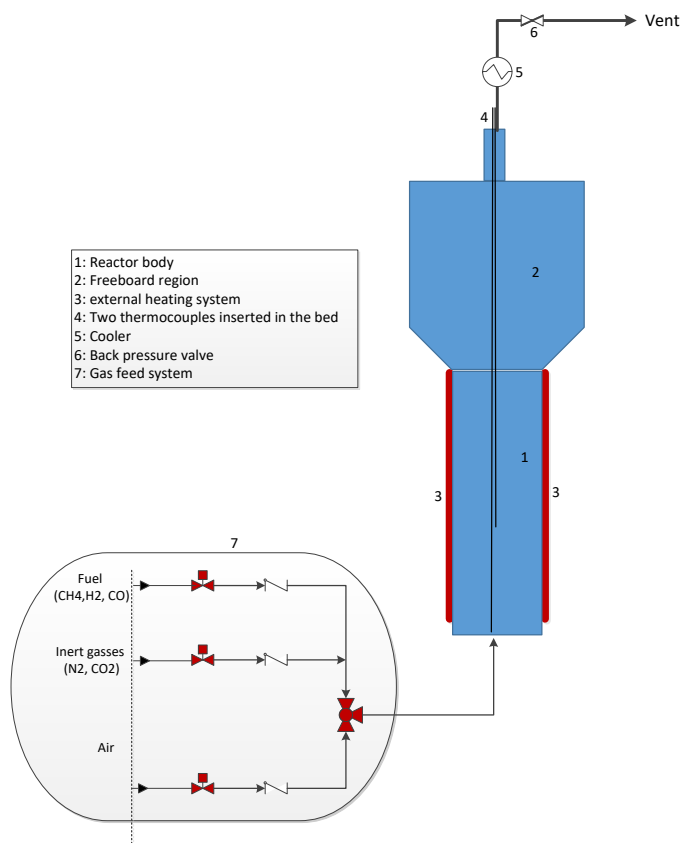 Vent
6
5
4
2
1: Reactor body
2: Freeboard region
3: external heating system
4: Two thermocouples inserted in the bed
5: Cooler
6: Back pressure valve
7: Gas feed system
1
3
3
7
Fuel
(CH4,H2, CO)
Inert gasses
(N2, CO2)
Air